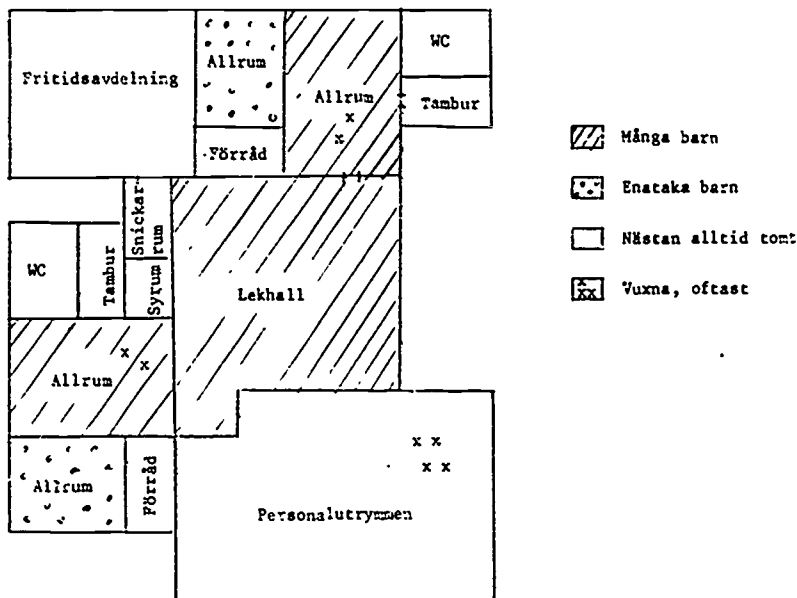 WC
Allrum
Fritidsavdelning
Allrum
Tambur
Förråd
Många barn
Snickar-
rum
Enataka barn
Nästan alltid tomt
WC
Tambur
Syrum
Lekhall
Vuxna, oftast
Allrum
Allrum
Förråd
Personalutrymmen